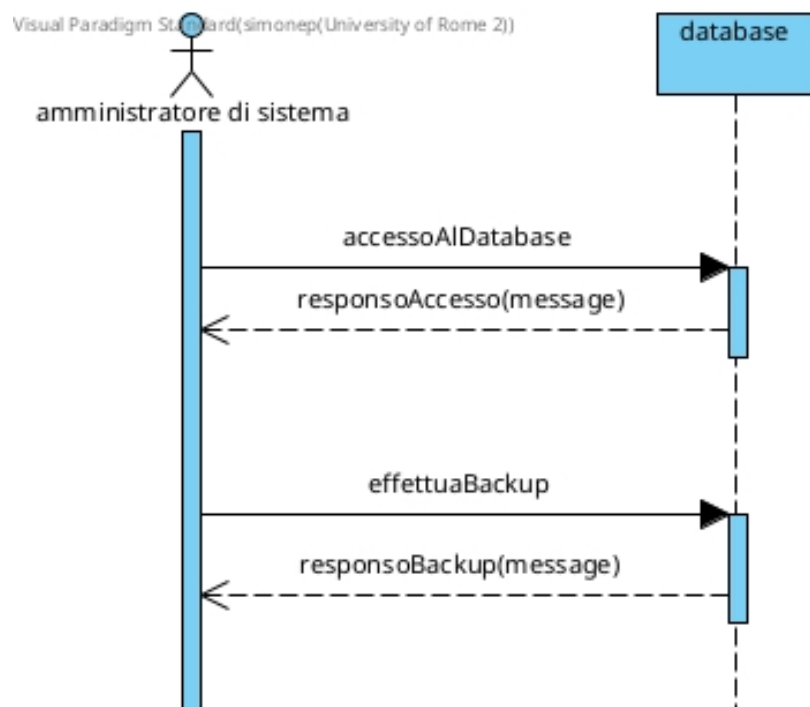 Visual Paradigm Standard(simonep(University of Rome 2))
database
amministratore di sistema
accessoAlDatabase
responsoAccesso(message)
effettuaBackup
responsoBackup(message)